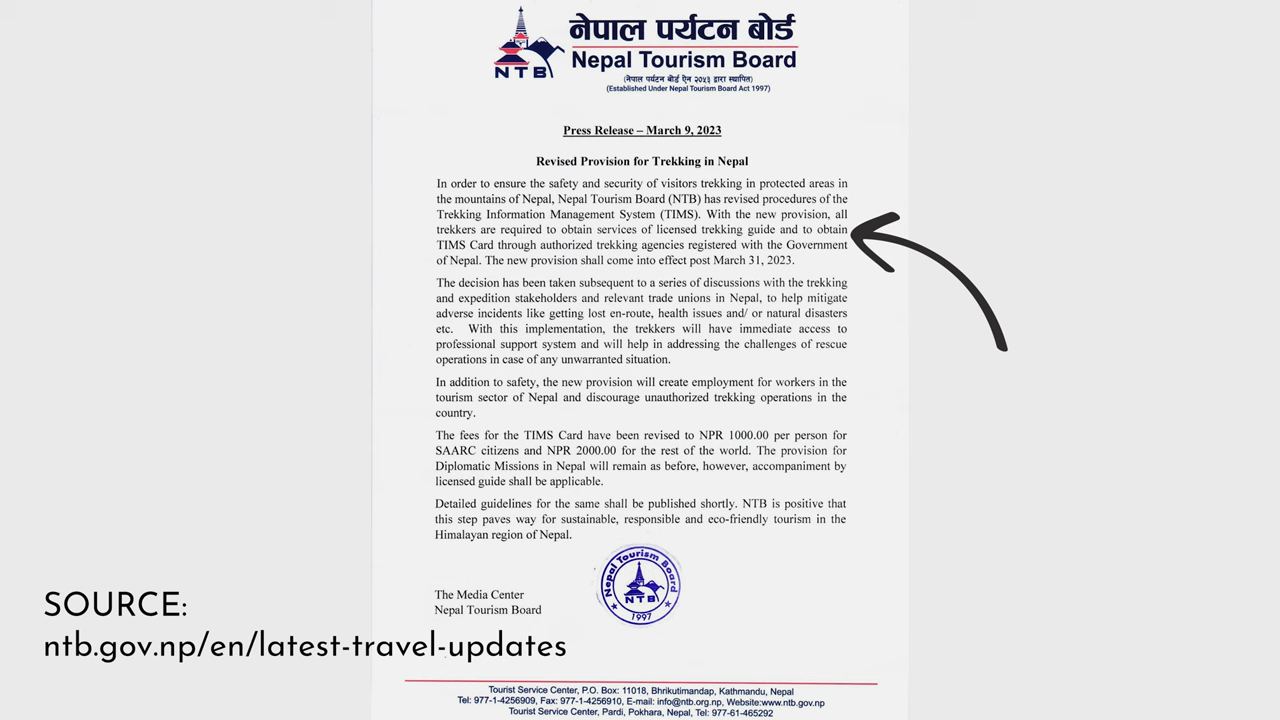 नेपाल पर्यटन बोर्ड
NTB
Nepal Tourism Board
(नेपाल पर्यटन बोर्ड ऐन २०५३ द्वारा स्थापित)
(Established Under Nepal Tourism Board Act 1997)
Press Release – March 9, 2023
Revised Provision for Trekking in Nepal
In order to ensure the safety and security of visitors trekking in protected areas in
the mountains of Nepal, Nepal Tourism Board (NTB) has revised procedures of the
Trekking Information Management System (TIMS). With the new provision, all
trekkers are required to obtain services of licensed trekking guide and to obtain
TIMS Card through authorized trekking agencies registered with the Government
of Nepal. The new provision shall come into effect post March 31, 2023.
The decision has been taken subsequent to a series of discussions with the trekking
and expedition stakeholders and relevant trade unions in Nepal, to help mitigate
adverse incidents like getting lost en-route, health issues and/ or natural disasters
etc. With this implementation, the trekkers will have immediate access to
professional support system and will help in addressing the challenges of rescue
operations in case of any unwarranted situation.
In addition to safety, the new provision will create employment for workers in the
tourism sector of Nepal and discourage unauthorized trekking operations in the
country.
The fees for the TIMS Card have been revised to NPR 1000.00 per person for
SAARC citizens and NPR 2000.00 for the rest of the world. The provision for
Diplomatic Missions in Nepal will remain as before, however, accompaniment by
licensed guide shall be applicable.
Detailed guidelines for the same shall be published shortly. NTB is positive that
this step paves way for sustainable, responsible and eco-friendly tourism in the
Himalayan region of Nepal.
Nepal Tourism Board
NTB
1997
The Media Center
Nepal Tourism Board
SOURCE:
ntb.gov.np/en/latest-travel-updates
Tourist Service Center, P.O. Box: 11018, Bhrikutimandap, Kathmandu, Nepal
Tel: 977-1-4256909, Fax: 977-1-4256910, E-mail: info@ntb.org.np, Website:www.ntb.gov.np
Tourist Service Center, Pardi, Pokhara, Nepal, Tel: 977-61-465292